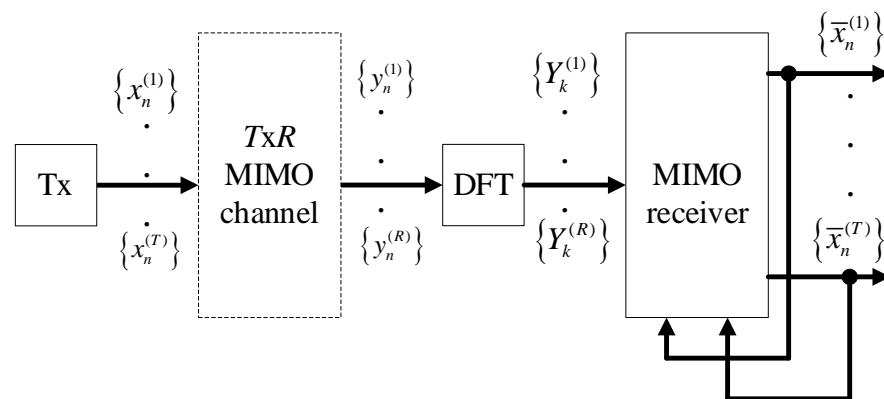 Tx
{x_n^{(1)}}
.
.
.
{x_n^{(T)}}
TxR
MIMO
channel
{y_n^{(1)}}
.
.
.
{y_n^{(R)}}
DFT
{Y_k^{(1)}}
.
.
.
{Y_k^{(R)}}
MIMO
receiver
{x̅_n^{(1)}}
.
.
.
.
{x̅_n^{(T)}}